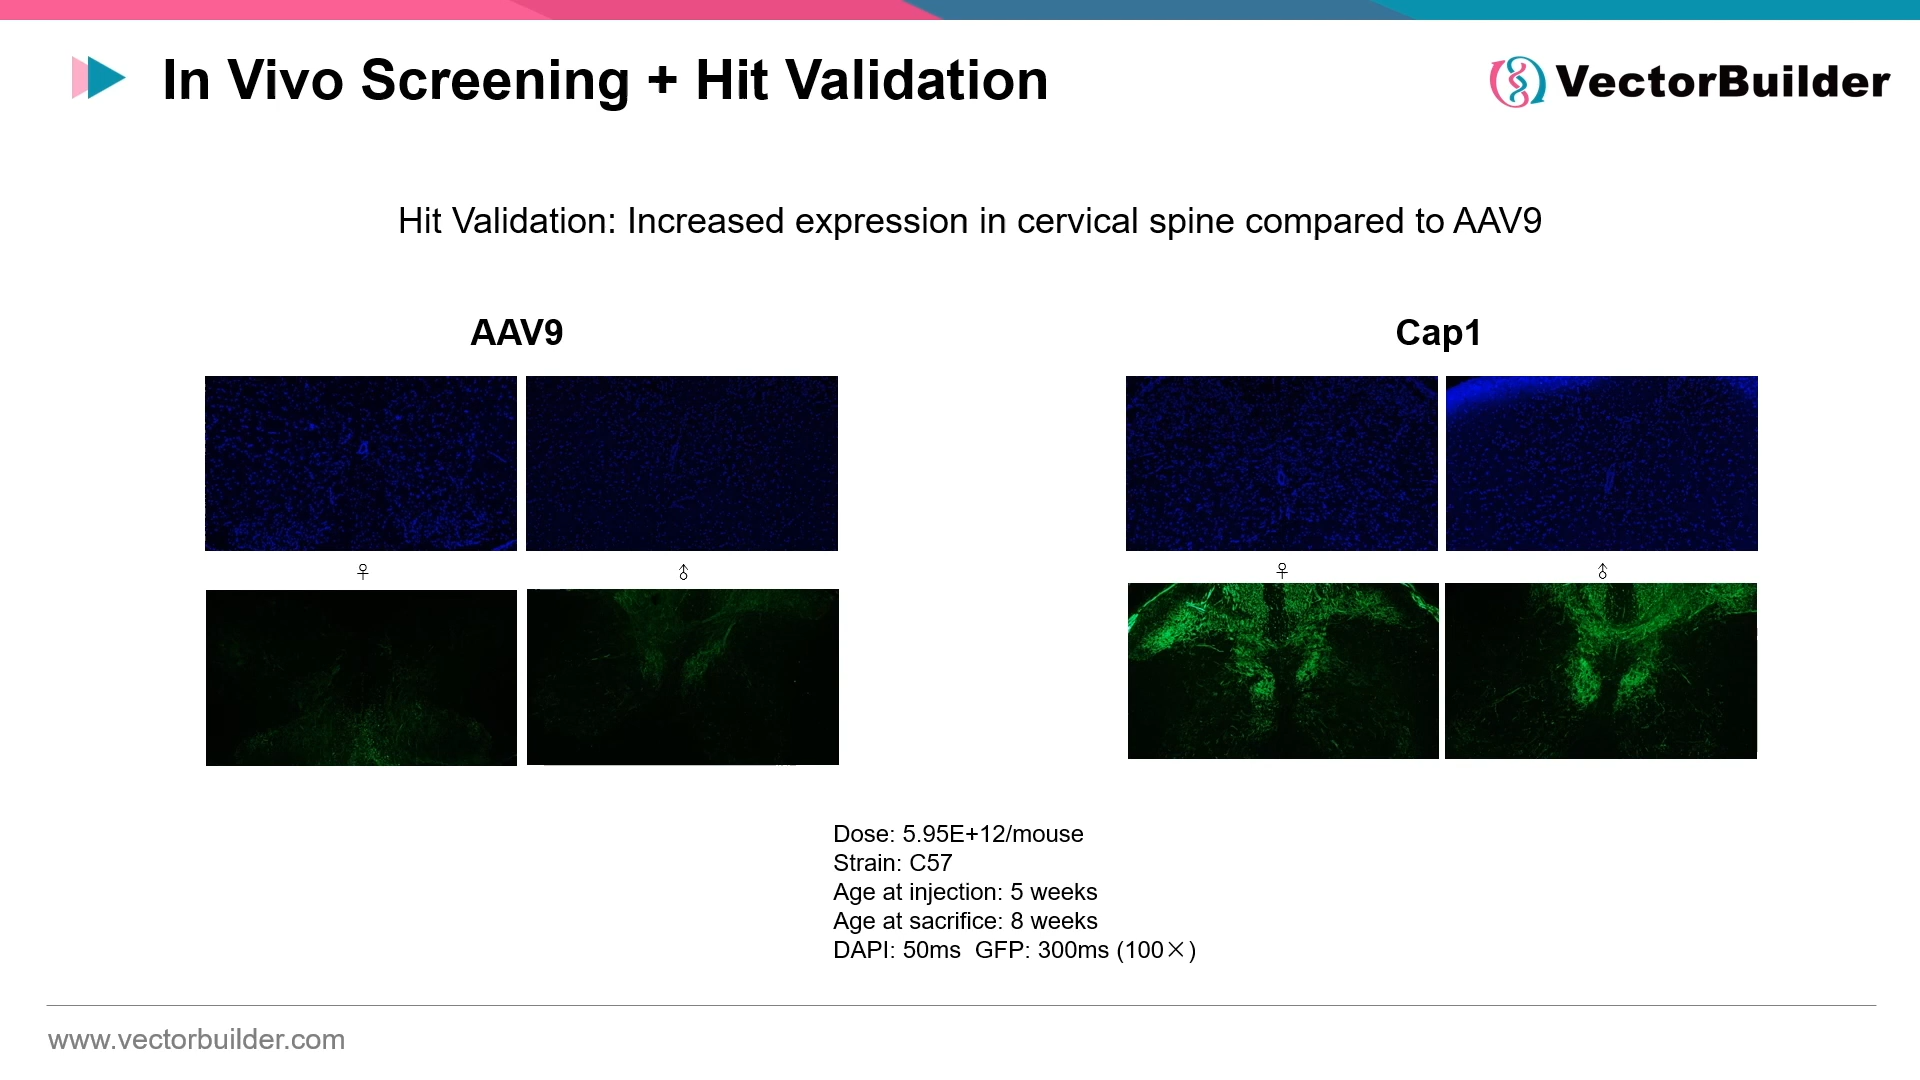 In Vivo Screening + Hit Validation
VectorBuilder
Hit Validation: Increased expression in cervical spine compared to AAV9
AAV9
Cap1
♀ ♂
♀ ♂
Dose: 5.95E+12/mouse
Strain: C57
Age at injection: 5 weeks
Age at sacrifice: 8 weeks
DAPI: 50ms  GFP: 300ms (100×)
www.vectorbuilder.com